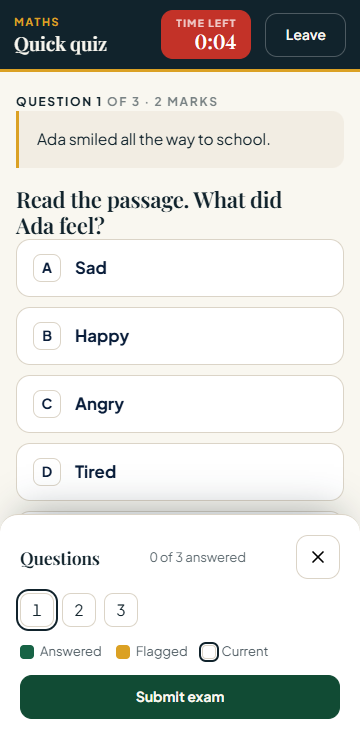 MATHS
Quick quiz
TIME LEFT
0:04
Leave
QUESTION 1 OF 3 · 2 MARKS
Ada smiled all the way to school.
Read the passage. What did
Ada feel?
A Sad
B Happy
C Angry
D Tired
Questions
0 of 3 answered
1 2 3
Answered Flagged Current
Submit exam